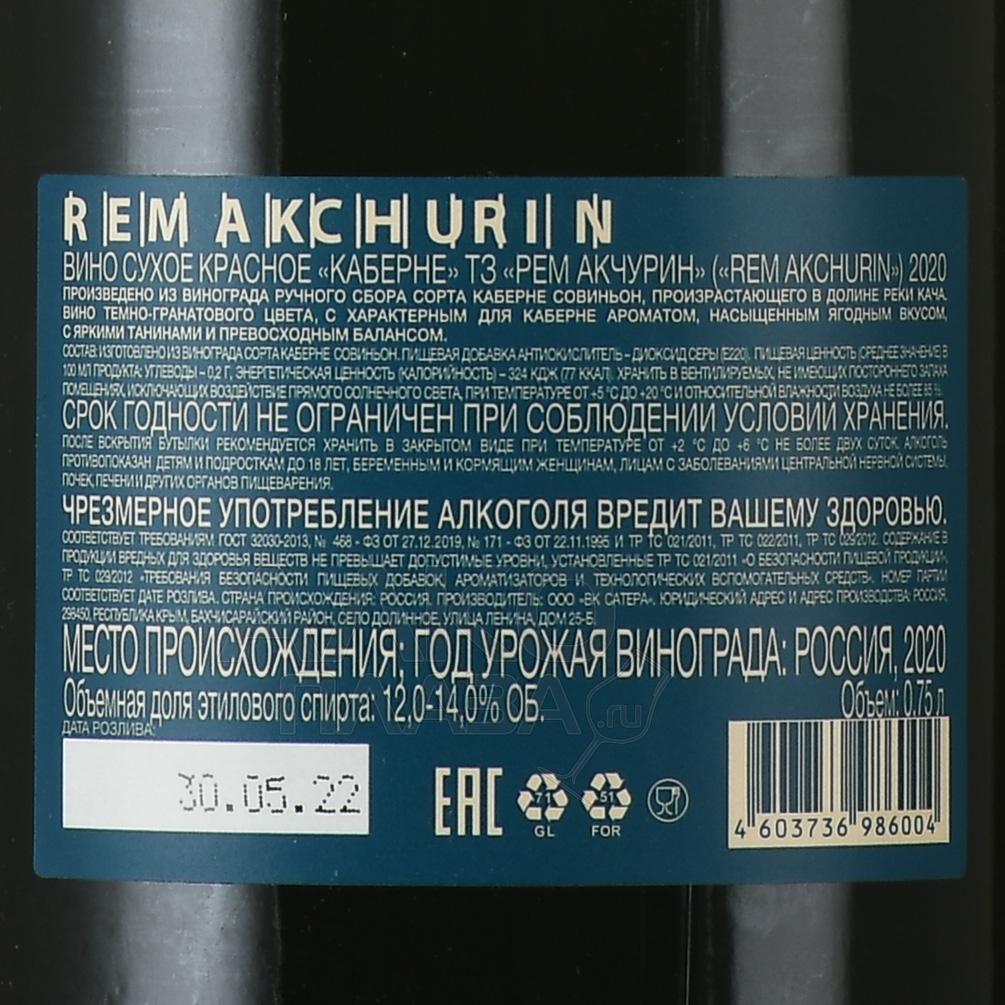 REM AKCHURIN
ВИНО СУХОЕ КРАСНОЕ «КАБЕРНЕ» ТЗ «РЕМ АКЧУРИН» («REM AKCHURIN») 2020
ПРОИЗВЕДЕНО ИЗ ВИНОГРАДА РУЧНОГО СБОРА СОРТА КАБЕРНЕ СОВИНЬОН, ПРОИЗРАСТАЮЩЕГО В ДОЛИНЕ РЕКИ КАЧА.
ВИНО ТЕМНО-ГРАНАТОВОГО ЦВЕТА, С ХАРАКТЕРНЫМ ДЛЯ КАБЕРНЕ АРОМАТОМ, НАСЫЩЕННЫМ ЯГОДНЫМ ВКУСОМ,
С ЯРКИМИ ТАНИНАМИ И ПРЕВОСХОДНЫМ БАЛАНСОМ.
СОСТАВ: ИЗГОТОВЛЕНО ИЗ ВИНОГРАДА СОРТА КАБЕРНЕ СОВИНЬОН. ПИЩЕВАЯ ДОБАВКА АНТИОКИСЛИТЕЛЬ – ДИОКСИД СЕРЫ (Е220). ПИЩЕВАЯ ЦЕННОСТЬ (СРЕДНЕЕ ЗНАЧЕНИЕ) В
100 МЛ ПРОДУКТА: УГЛЕВОДЫ – 0,2 Г, ЭНЕРГЕТИЧЕСКАЯ ЦЕННОСТЬ (КАЛОРИЙНОСТЬ) – 324 КДЖ (77 ККАЛ). ХРАНИТЬ В ВЕНТИЛИРУЕМЫХ, НЕ ИМЕЮЩИХ ПОСТОРОННЕГО ЗАПАХА
ПОМЕЩЕНИЯХ, ИСКЛЮЧАЮЩИХ ВОЗДЕЙСТВИЕ ПРЯМОГО СОЛНЕЧНОГО СВЕТА, ПРИ ТЕМПЕРАТУРЕ ОТ +5 °С ДО +20 °С И ОТНОСИТЕЛЬНОЙ ВЛАЖНОСТИ ВОЗДУХА НЕ БОЛЕЕ 85 %.
СРОК ГОДНОСТИ НЕ ОГРАНИЧЕН ПРИ СОБЛЮДЕНИИ УСЛОВИЙ ХРАНЕНИЯ.
ПОСЛЕ ВСКРЫТИЯ БУТЫЛКИ РЕКОМЕНДУЕТСЯ ХРАНИТЬ В ЗАКРЫТОМ ВИДЕ ПРИ ТЕМПЕРАТУРЕ ОТ +2 °С ДО +6 °С НЕ БОЛЕЕ ДВУХ СУТОК. АЛКОГОЛЬ
ПРОТИВОПОКАЗАН ДЕТЯМ И ПОДРОСТКАМ ДО 18 ЛЕТ, БЕРЕМЕННЫМ И КОРМЯЩИМ ЖЕНЩИНАМ, ЛИЦАМ С ЗАБОЛЕВАНИЯМИ ЦЕНТРАЛЬНОЙ НЕРВНОЙ СИСТЕМЫ,
ПОЧЕК, ПЕЧЕНИ И ДРУГИХ ОРГАНОВ ПИЩЕВАРЕНИЯ.
ЧРЕЗМЕРНОЕ УПОТРЕБЛЕНИЕ АЛКОГОЛЯ ВРЕДИТ ВАШЕМУ ЗДОРОВЬЮ.
СООТВЕТСТВУЕТ ТРЕБОВАНИЯМ: ГОСТ 32030-2013, № 468 - ФЗ ОТ 27.12.2019, № 171 - ФЗ ОТ 22.11.1995 И ТР ТС 021/2011, ТР ТС 022/2011, ТР ТС 029/2012. СОДЕРЖАНИЕ В
ПРОДУКЦИИ ВРЕДНЫХ ДЛЯ ЗДОРОВЬЯ ВЕЩЕСТВ НЕ ПРЕВЫШАЕТ ДОПУСТИМЫЕ УРОВНИ, УСТАНОВЛЕННЫЕ ТР ТС 021/2011 «О БЕЗОПАСНОСТИ ПИЩЕВОЙ ПРОДУКЦИИ»,
ТР ТС 029/2012 «ТРЕБОВАНИЯ БЕЗОПАСНОСТИ ПИЩЕВЫХ ДОБАВОК, АРОМАТИЗАТОРОВ И ТЕХНОЛОГИЧЕСКИХ ВСПОМОГАТЕЛЬНЫХ СРЕДСТВ». НОМЕР ПАРТИИ
СООТВЕТСТВУЕТ ДАТЕ РОЗЛИВА. СТРАНА ПРОИСХОЖДЕНИЯ: РОССИЯ. ПРОИЗВОДИТЕЛЬ: ООО «ВК САТЕРА». ЮРИДИЧЕСКИЙ АДРЕС И АДРЕС ПРОИЗВОДСТВА: РОССИЯ,
298450, РЕСПУБЛИКА КРЫМ, БАХЧИСАРАЙСКИЙ РАЙОН, СЕЛО ДОЛИННОЕ, УЛИЦА ЛЕНИНА, ДОМ 25-Б.
МЕСТО ПРОИСХОЖДЕНИЯ; ГОД УРОЖАЯ ВИНОГРАДА: РОССИЯ, 2020
Объемная доля этилового спирта: 12,0-14,0% ОБ. Объем: 0.75 л
ДАТА РОЗЛИВА:
30.05.22
EAC
71
GL
51
FOR
4 603736 986004
.ru